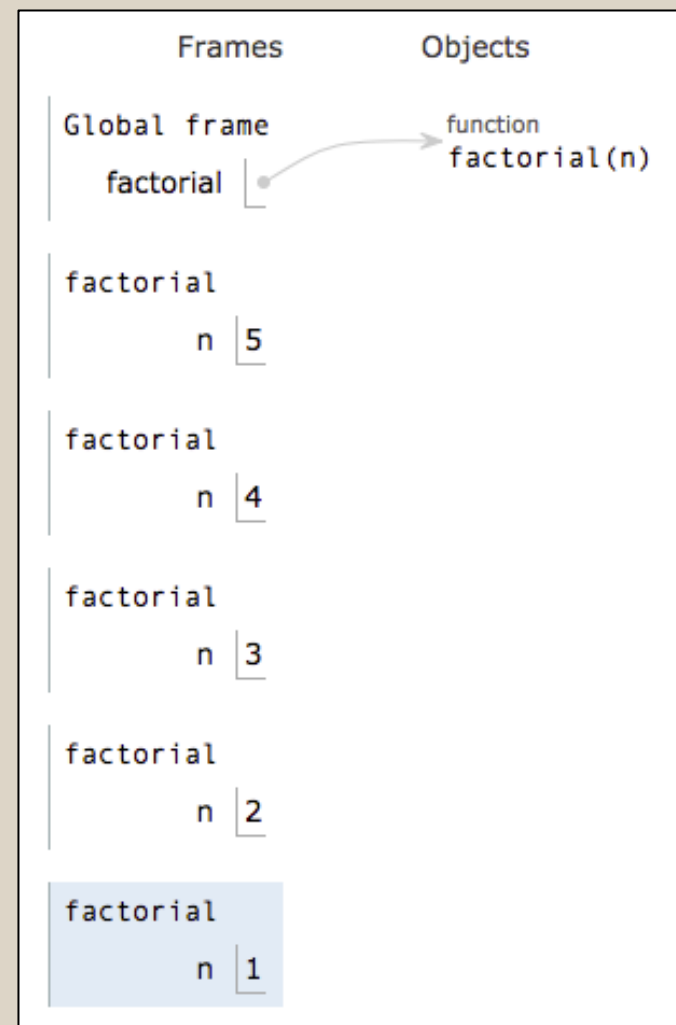 Frames Objects
Global frame
factorial
function
factorial(n)
factorial
n 5
factorial
n 4
factorial
n 3
factorial
n 2
factorial
n 1